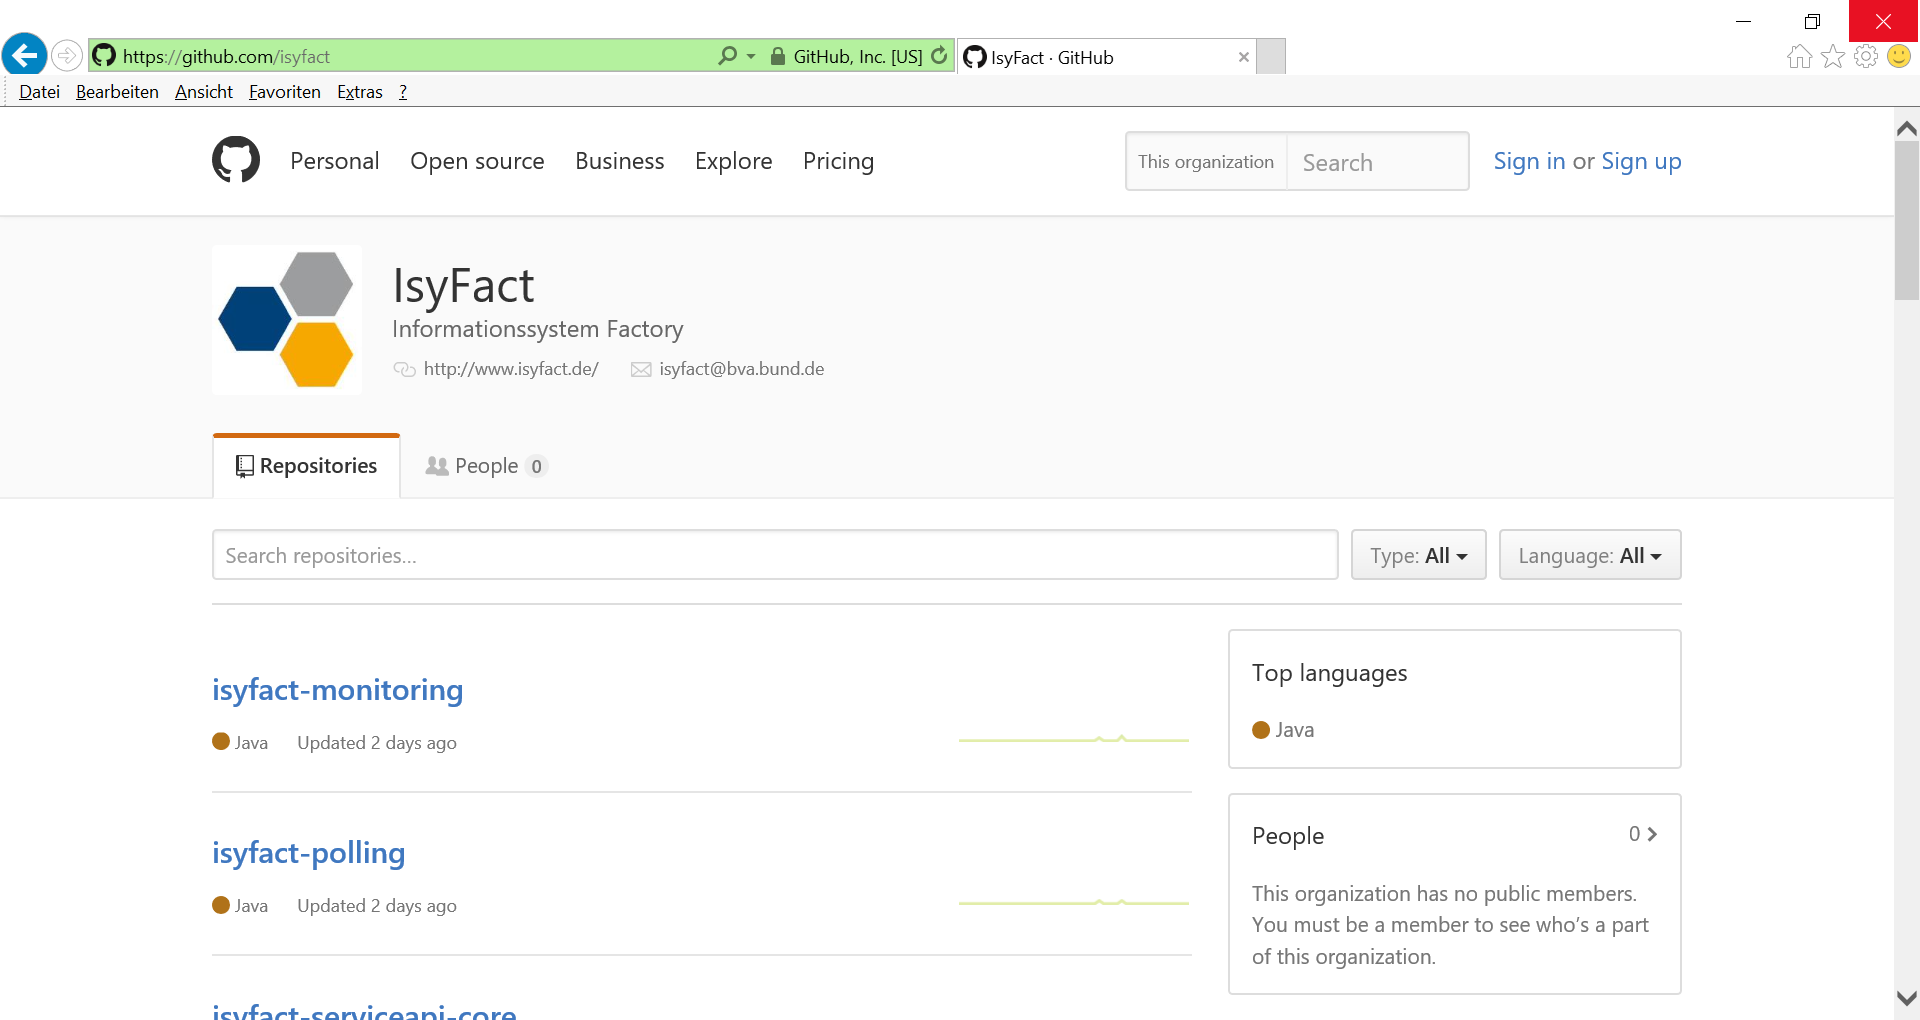 https://github.com/isyfact
GitHub, Inc. [US]
IsyFact · GitHub
Datei Bearbeiten Ansicht Favoriten Extras ?
Personal Open source Business Explore Pricing
This organization Search
Sign in or Sign up
IsyFact
Informationssystem Factory
http://www.isyfact.de/ isyfact@bva.bund.de
Repositories People 0
Search repositories... Type: All Language: All
isyfact-monitoring
Java Updated 2 days ago
isyfact-polling
Java Updated 2 days ago
isyfact-serviceapi-core
Top languages
Java
People 0
This organization has no public members.
You must be a member to see who’s a part
of this organization.